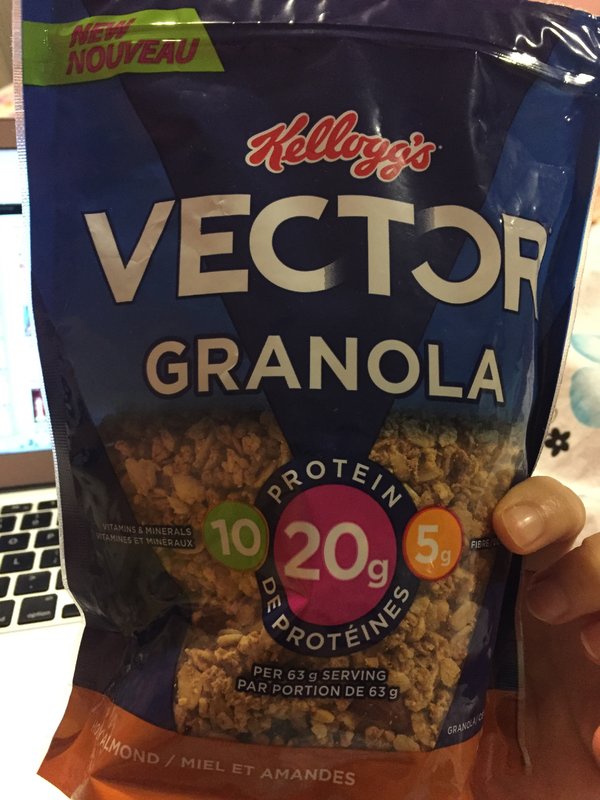 NEW
NOUVEAU
Kellogg's
VECTOR
GRANOLA
PROTEIN
VITAMINS & MINERALS
VITAMINES ET MINÉRAUX
10
20g
5g
DE PROTÉINES
PER 63 g SERVING
PAR PORTION DE 63 g
ALMOND / MIEL ET AMANDES
option